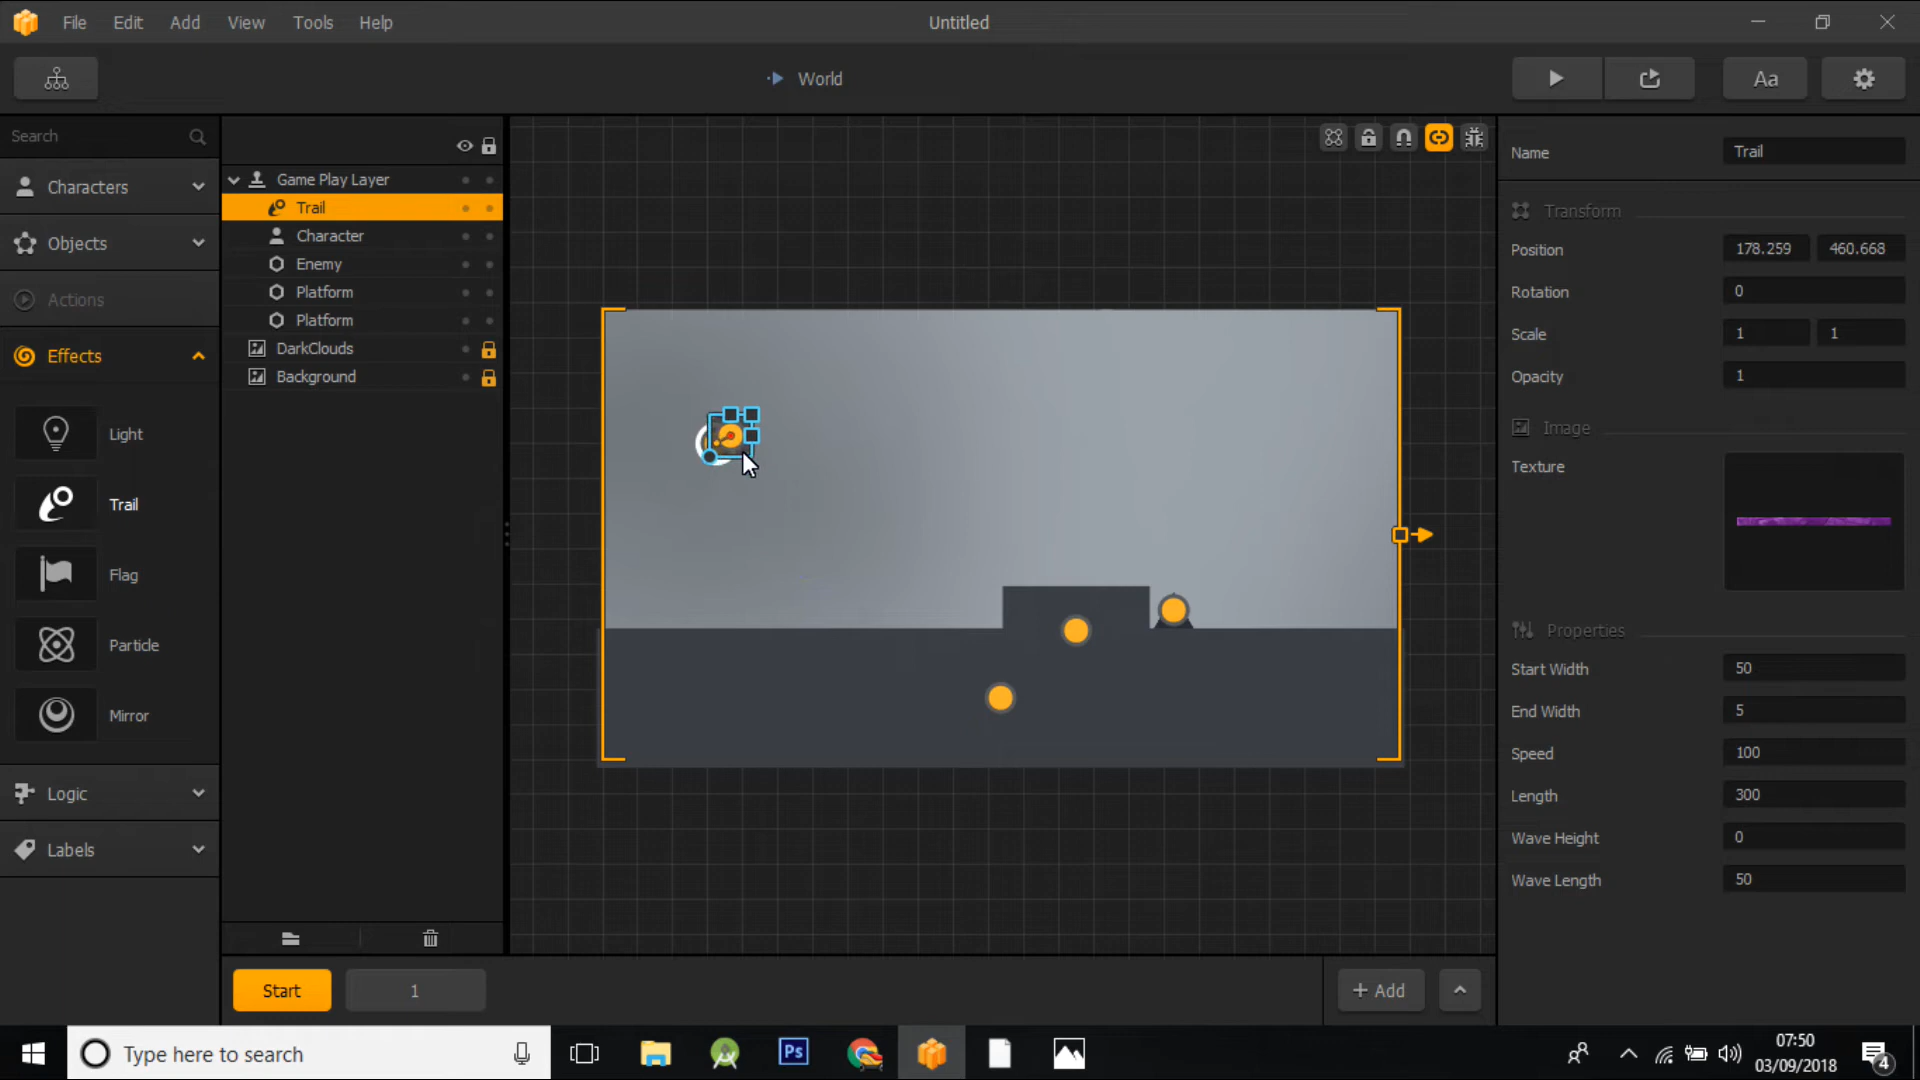 File Edit View Add Tools Help
Untitled
World
Aa
Search
Characters
Objects
Actions
Effects
Light
Trail
Flag
Particle
Mirror
Logic
Labels
Game Play Layer
Trail
Character
Enemy
Platform
Platform
DarkClouds
Background
Name Trail
Transform
Position 178.259 460.668
Rotation 0
Scale 1 1
Opacity 1
Image
Texture
Properties
Start Width 50
End Width 5
Speed 100
Length 300
Wave Height 0
Wave Length 50
Start 1
+ Add
Type here to search
Ps
07:50
03/09/2018
4